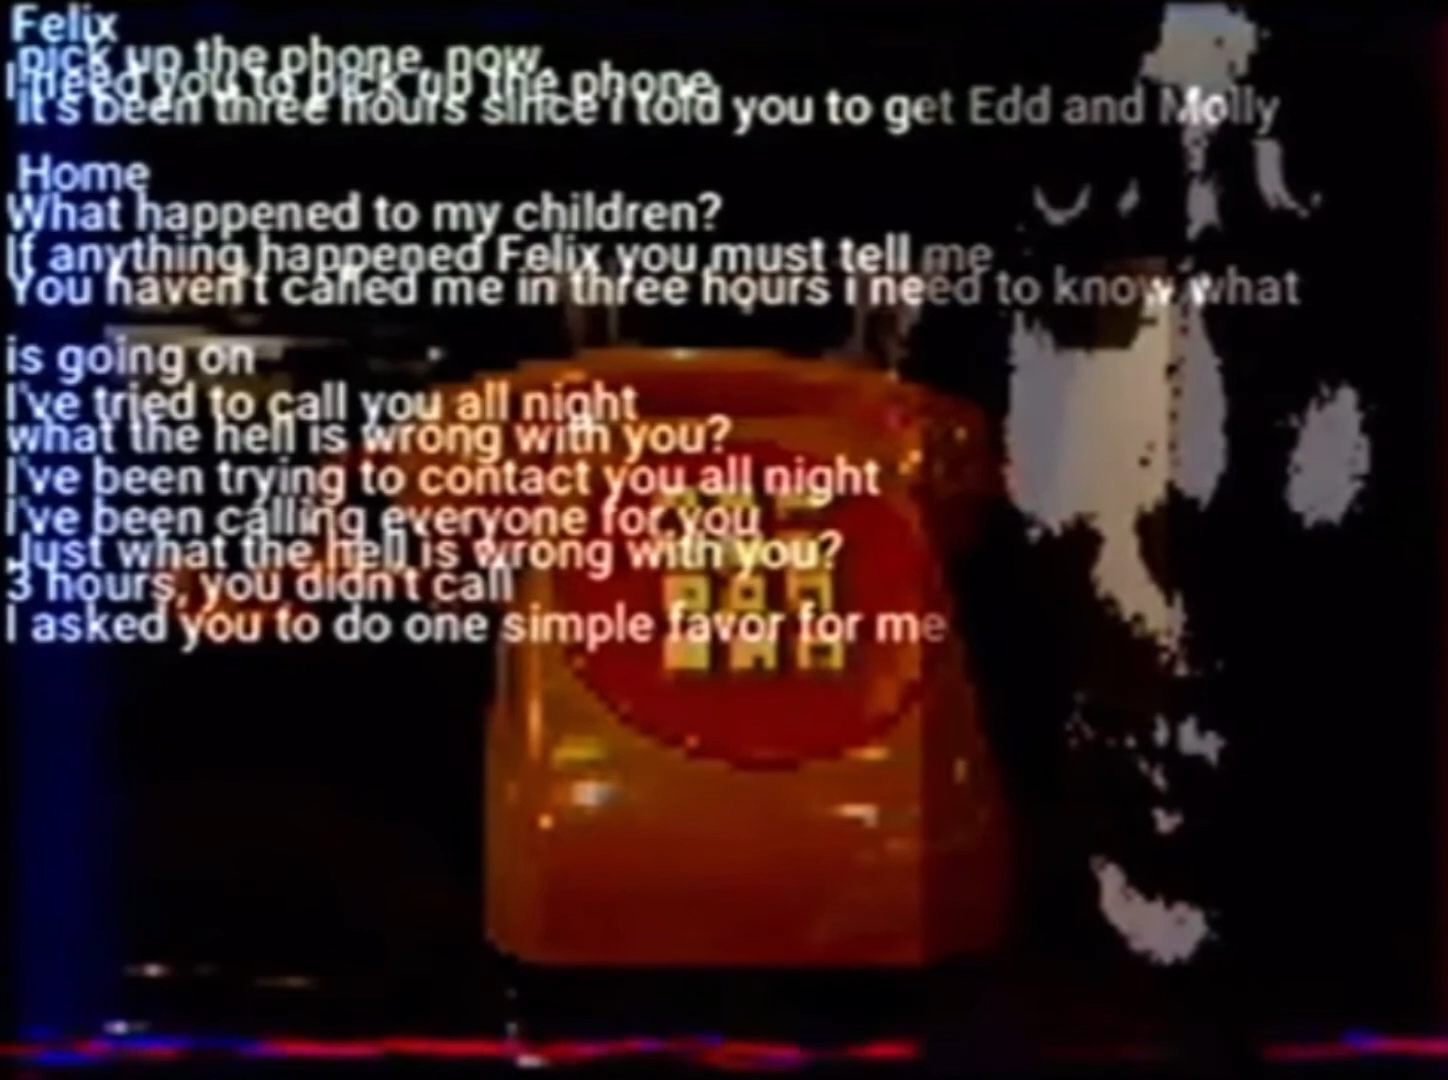 Felix
pick up the phone, now.
I need you to pick up the phone.
it's been three hours since I told you to get Edd and Molly
Home
What happened to my children?
If anything happened Felix you must tell me
You haven't called me in three hours i need to know what
is going on
I've tried to call you all night
what the hell is wrong with you?
I've been trying to contact you all night
I've been calling everyone for you
Just what the hell is wrong with you?
3 hours, you didn't call
I asked you to do one simple favor for me